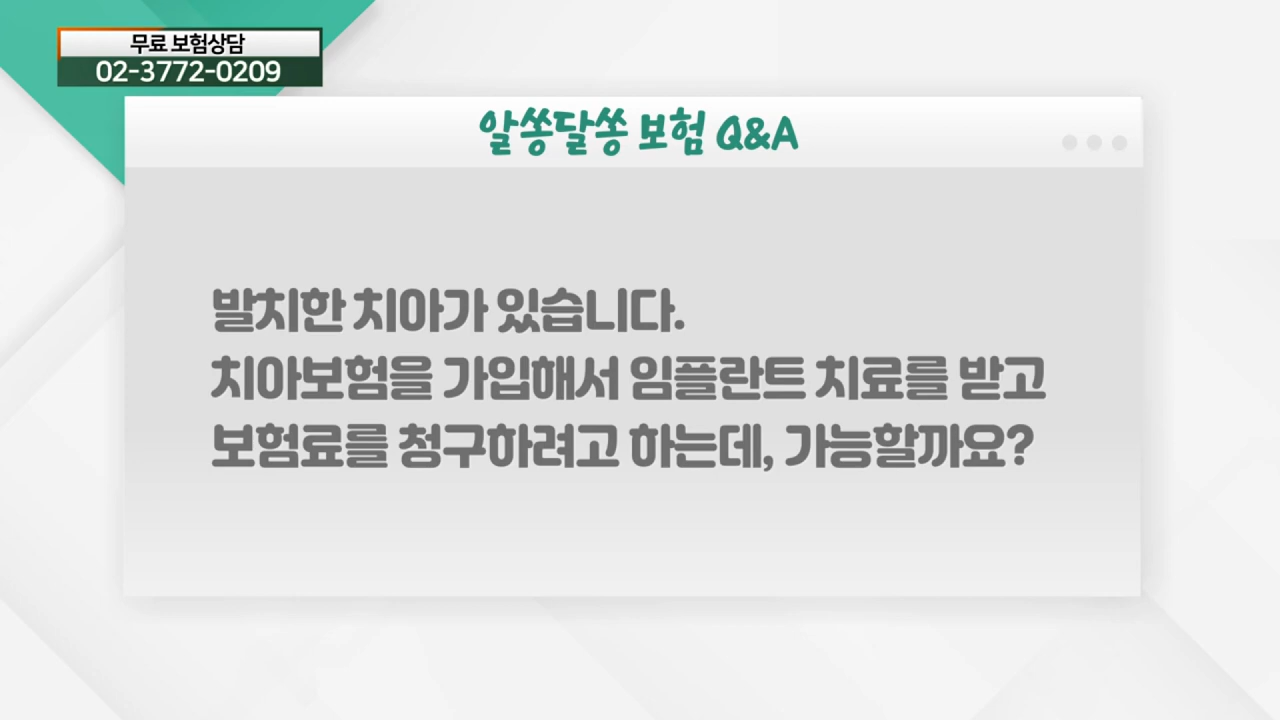 무료 보험상담
02-3772-0209
알쏭달쏭 보험 Q&A
발치한 치아가 있습니다.
치아보험을 가입해서 임플란트 치료를 받고
보험료를 청구하려고 하는데, 가능할까요?